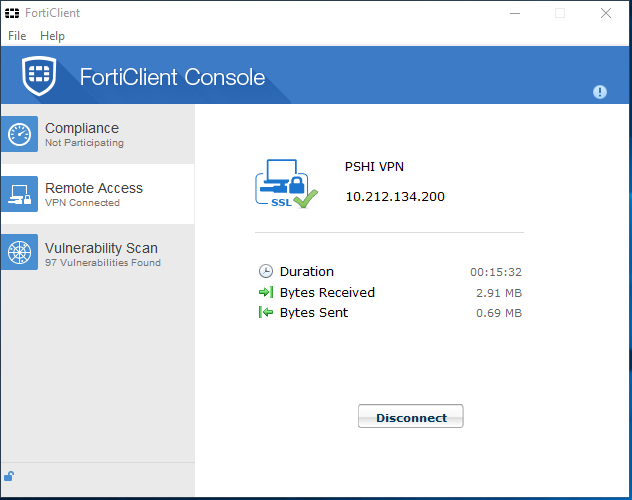 FortiClient
File Help
FortiClient Console
Compliance
Not Participating
Remote Access
VPN Connected
Vulnerability Scan
97 Vulnerabilities Found
SSL
PSHI VPN
10.212.134.200
Duration 00:15:32
Bytes Received 2.91 MB
Bytes Sent 0.69 MB
Disconnect